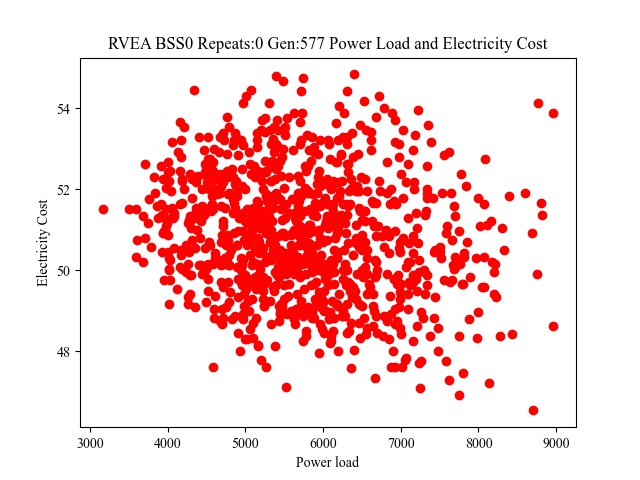 RVEA BSS0 Repeats:0 Gen:577 Power Load and Electricity Cost
54
52
50
48
Electricity Cost
3000 4000 5000 6000 7000 8000 9000
Power load